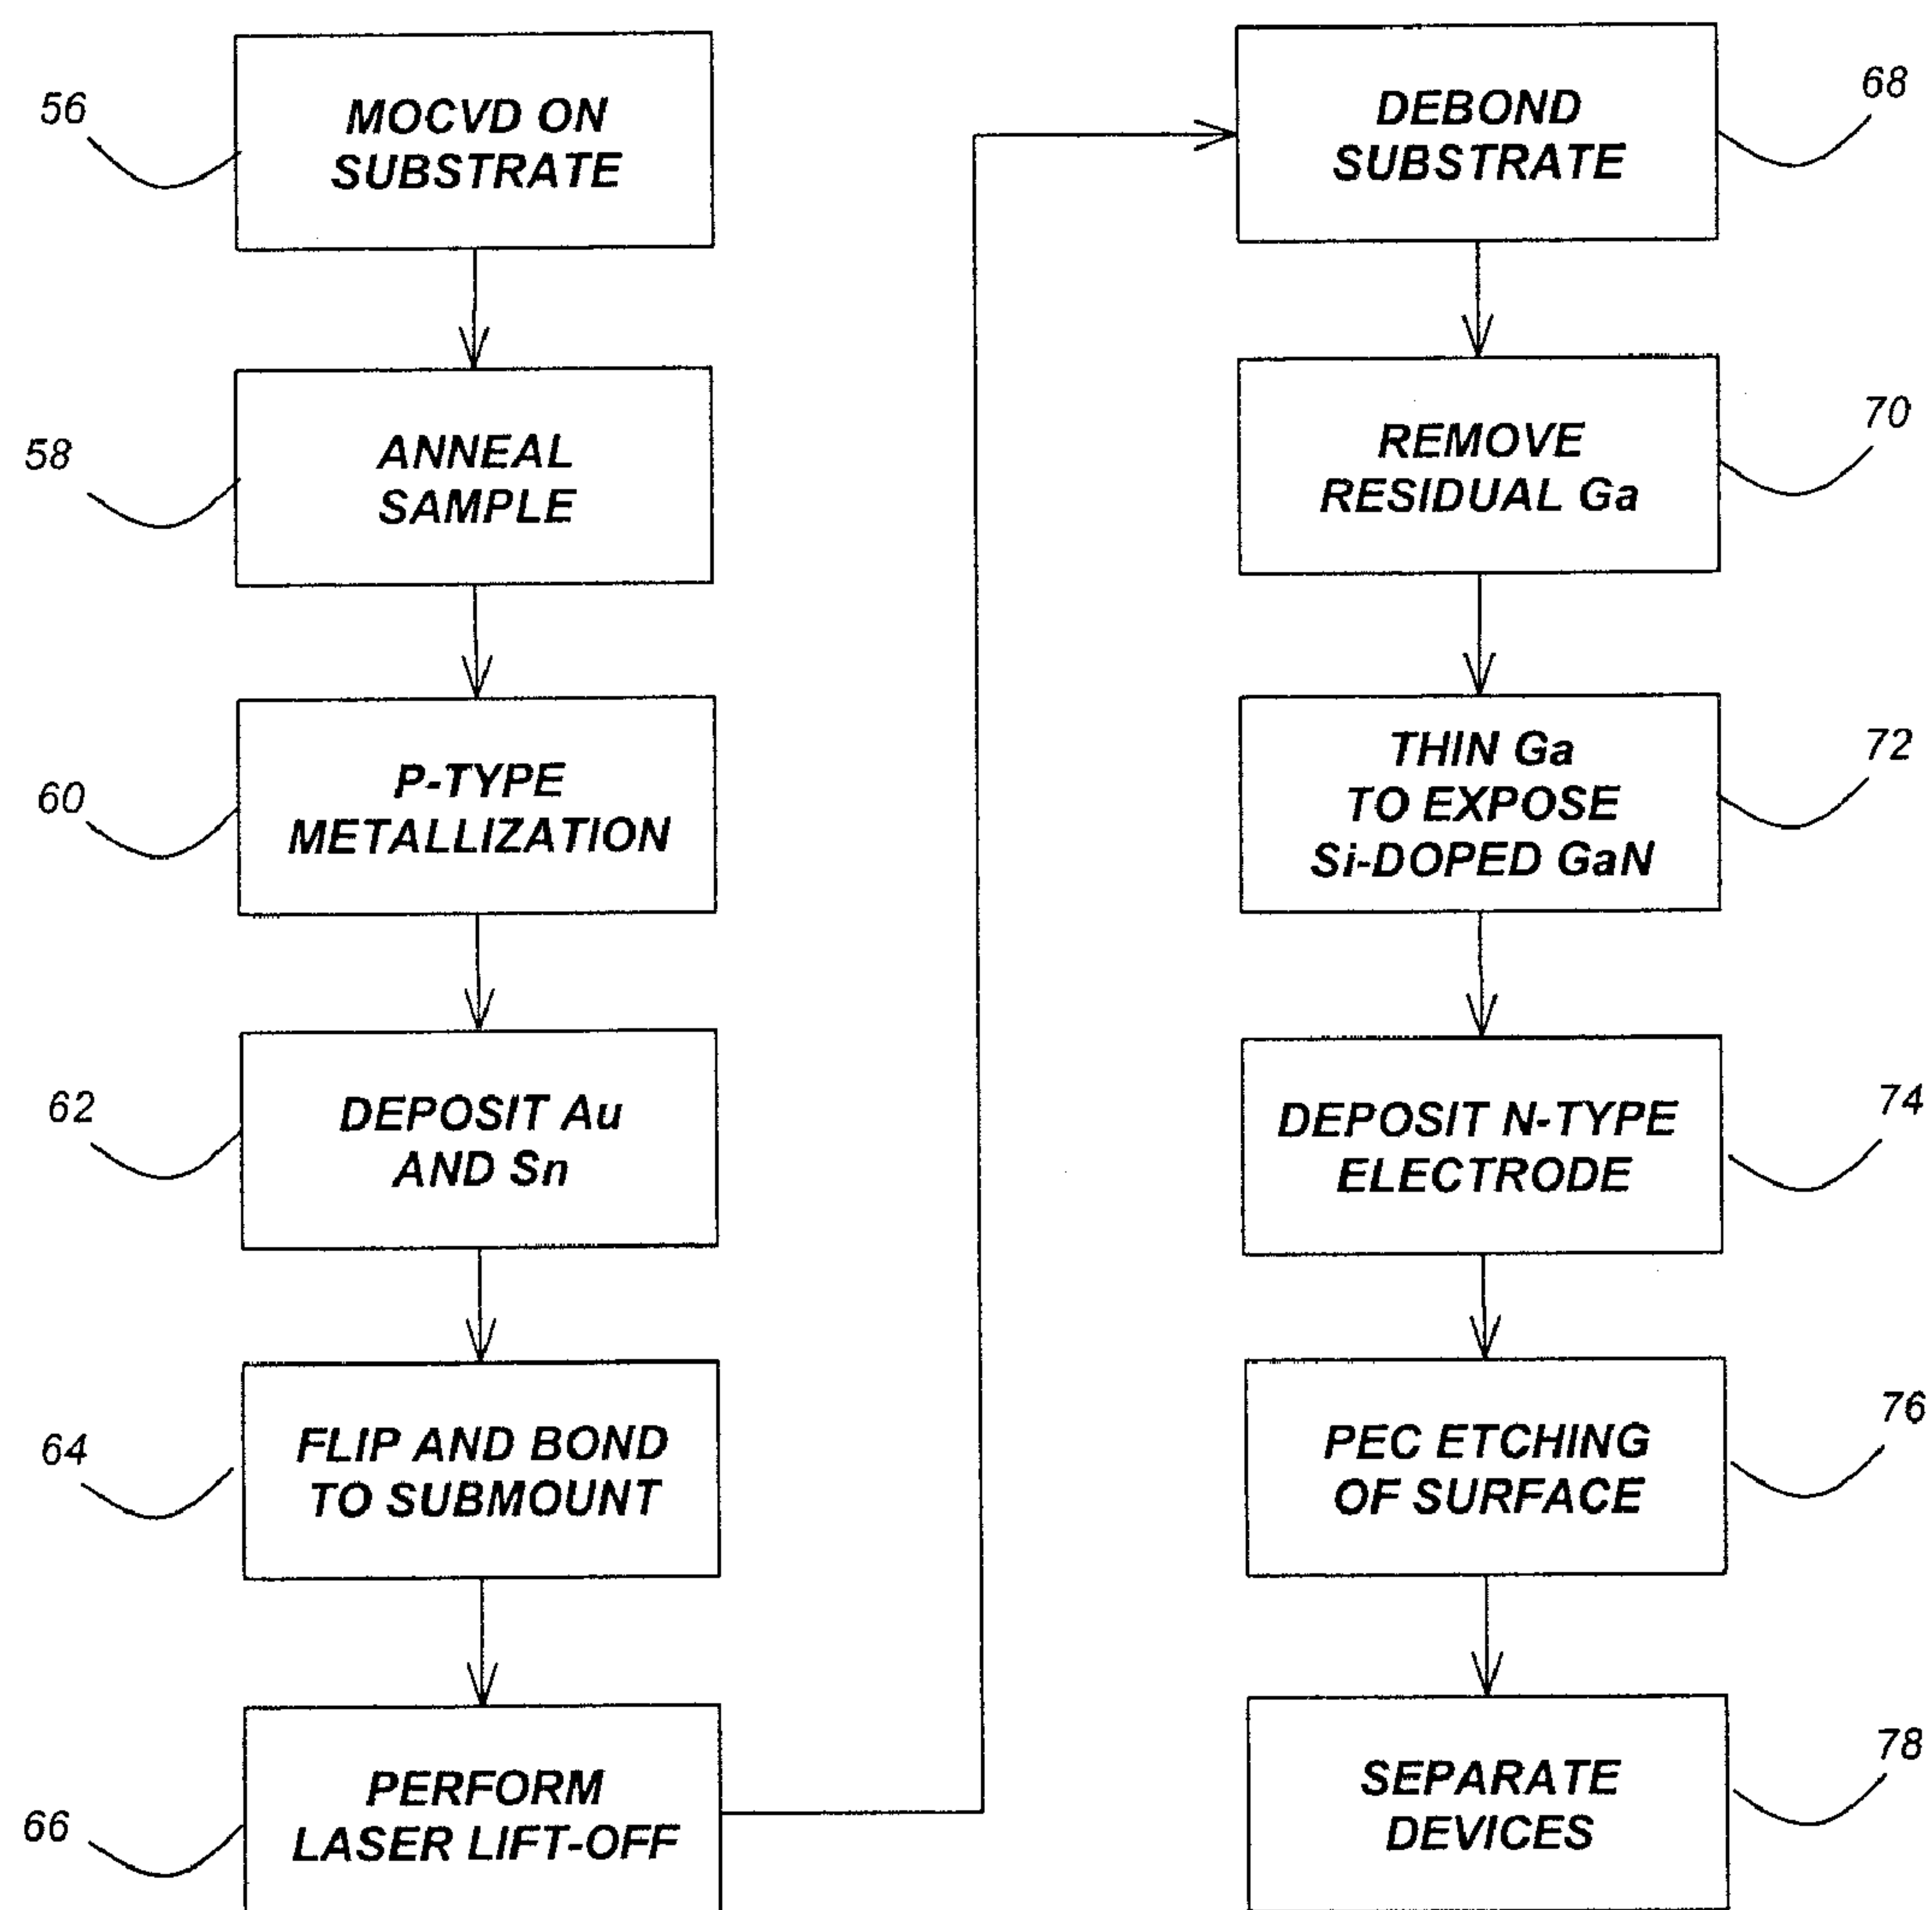 56
MOCVD ON
SUBSTRATE
58
ANNEAL
SAMPLE
60
P-TYPE
METALLIZATION
62
DEPOSIT Au
AND Sn
64
FLIP AND BOND
TO SUBMOUNT
66
PERFORM
LASER LIFT-OFF
68
DEBOND
SUBSTRATE
70
REMOVE
RESIDUAL Ga
72
THIN Ga
TO EXPOSE
Si-DOPED GaN
74
DEPOSIT N-TYPE
ELECTRODE
76
PEC ETCHING
OF SURFACE
78
SEPARATE
DEVICES